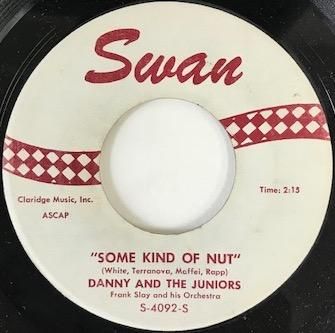 Swan
Claridge Music, Inc.
ASCAP
Time: 2:15
"SOME KIND OF NUT"
(White, Terranova, Maffei, Rapp)
DANNY AND THE JUNIORS
Frank Slay and his Orchestra
S-4092-S